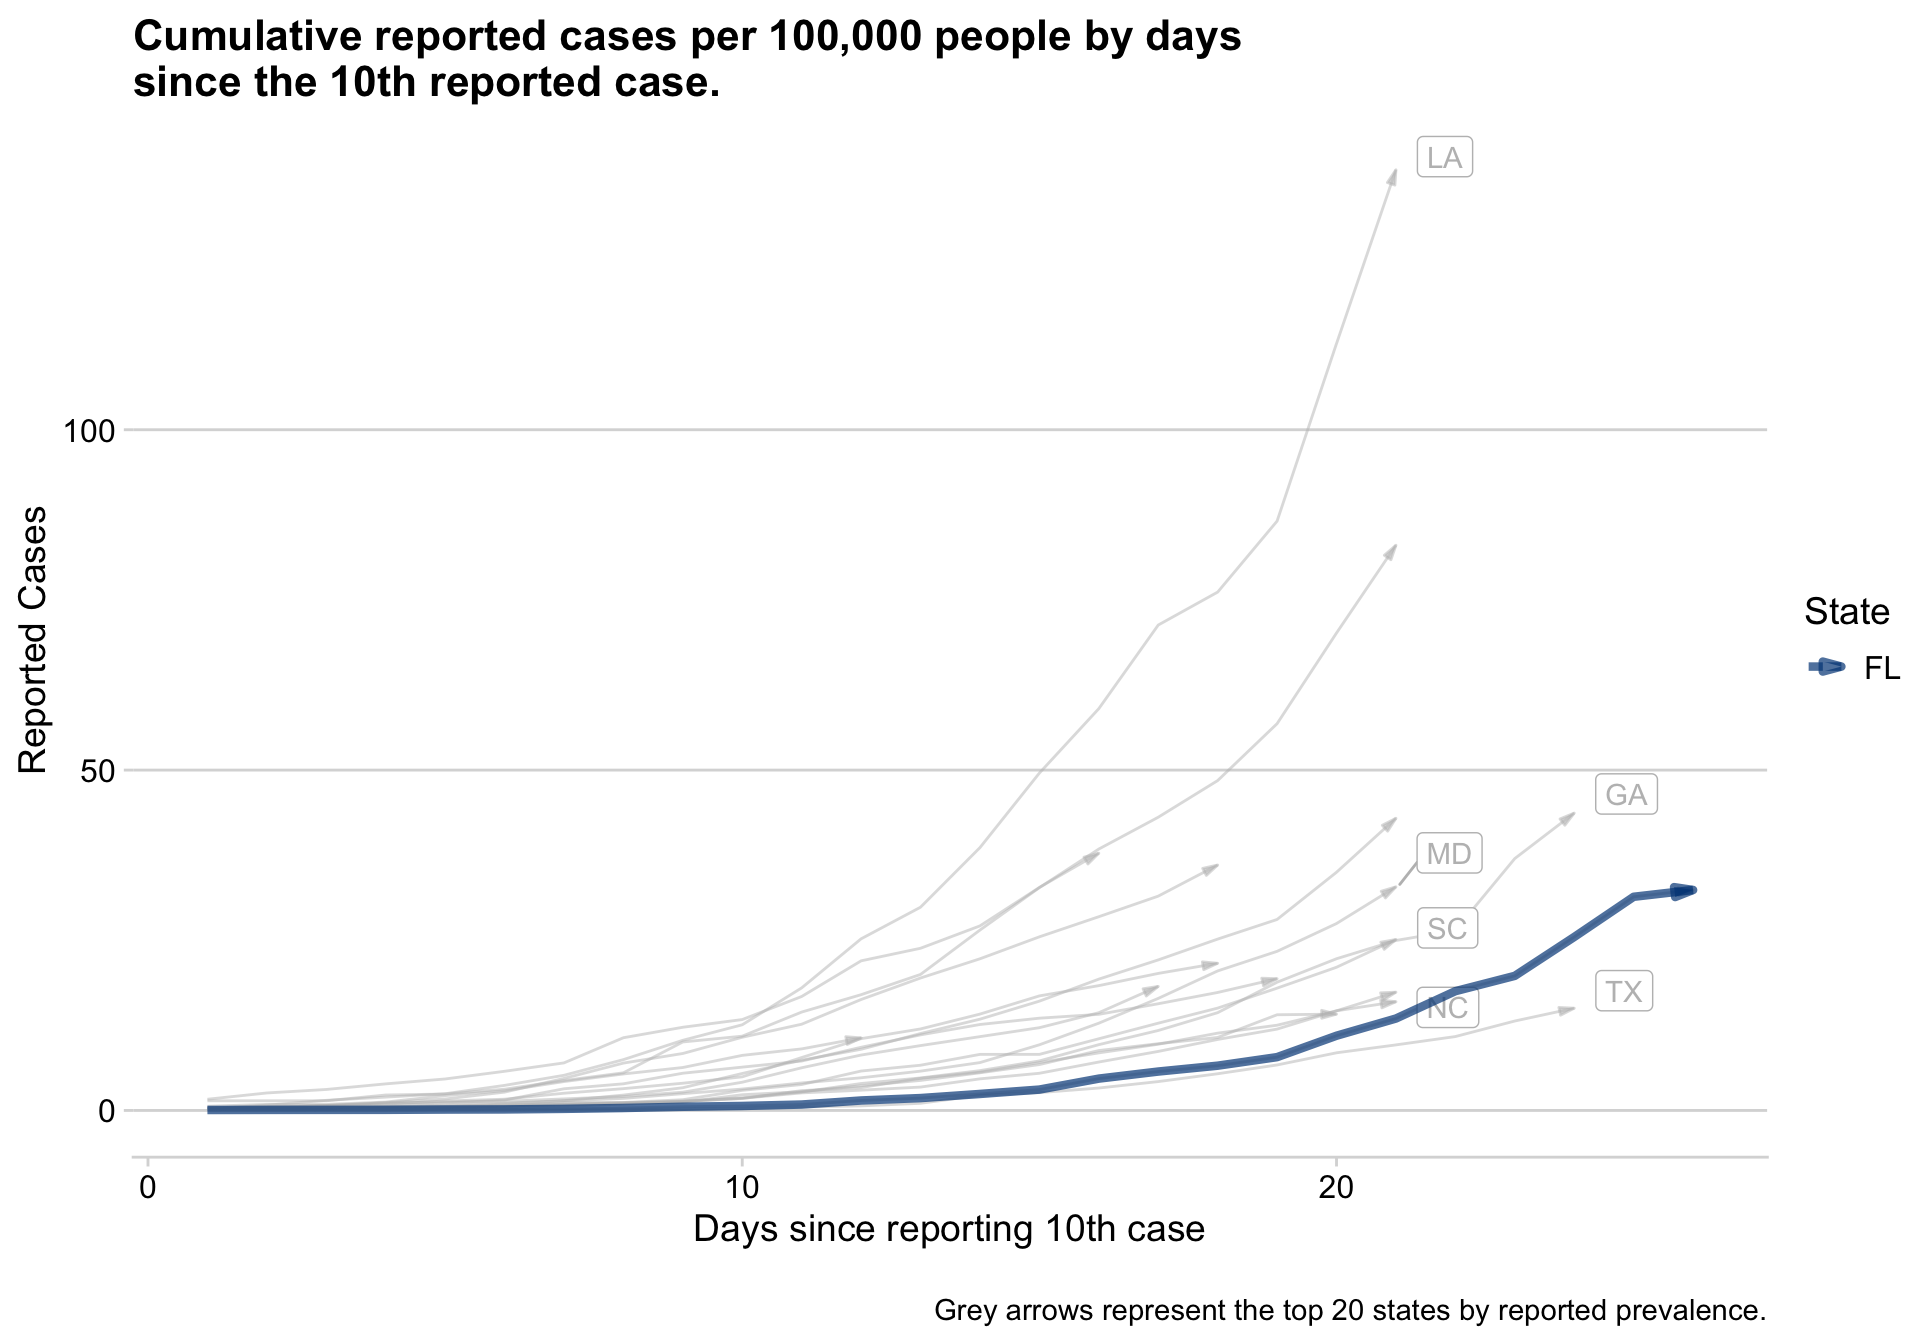 Cumulative reported cases per 100,000 people by days
since the 10th reported case.
LA
100
Reported Cases
State
FL
50
GA
MD
SC
TX
NC
0
0
10
20
Days since reporting 10th case
Grey arrows represent the top 20 states by reported prevalence.